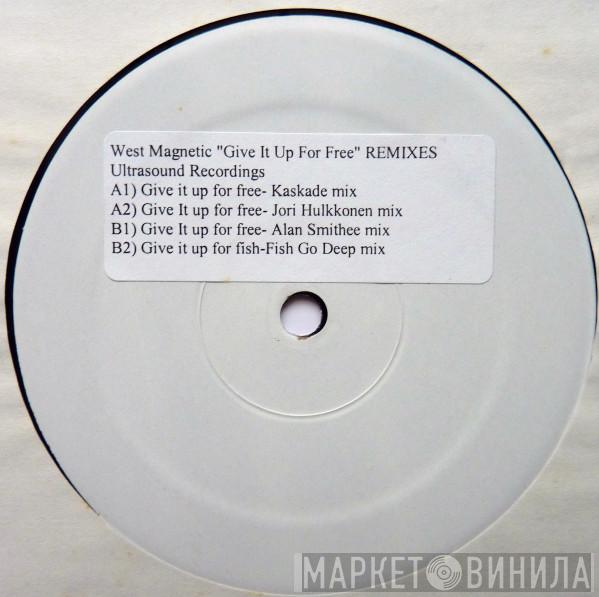 West Magnetic "Give It Up For Free" REMIXES
Ultrasound Recordings
A1) Give it up for free- Kaskade mix
A2) Give It up for free- Jori Hulkkonen mix
B1) Give it up for free- Alan Smithee mix
B2) Give it up for fish-Fish Go Deep mix
МАРКЕТ ВИНИЛА